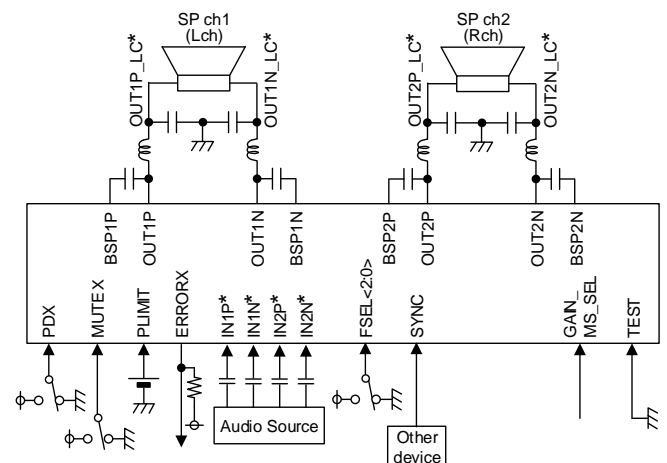 SP ch1
(Lch)
SP ch2
(Rch)
OUT1P_LC*
OUT1N_LC*
OUT2P_LC*
OUT2N_LC*
BSP1P
OUT1P
OUT1N
BSP1N
BSP2P
OUT2P
OUT2N
BSP2N
PDX
MUTEX
PLIMIT
ERRORX
IN1P*
IN1N*
IN2P*
IN2N*
FSEL<2:0>
SYNC
GAIN_
MS_SEL
TEST
Audio Source
Other
device